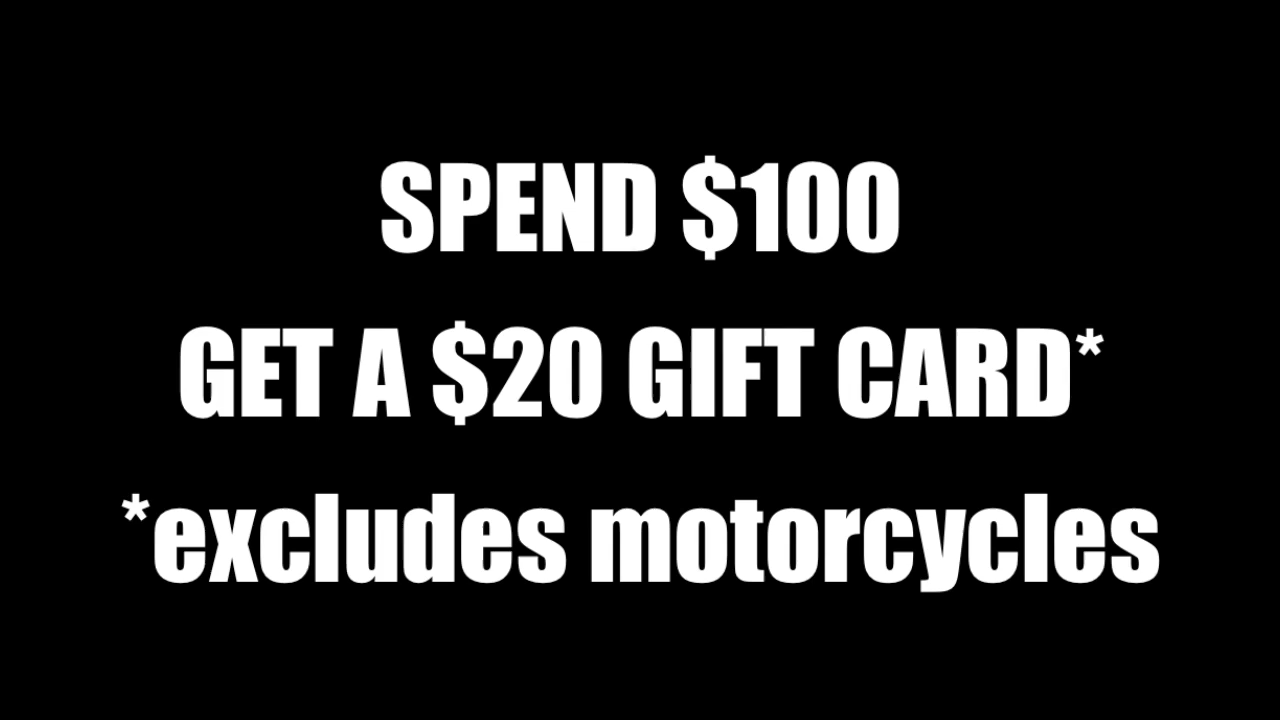 SPEND $100
GET A $20 GIFT CARD*
*excludes motorcycles